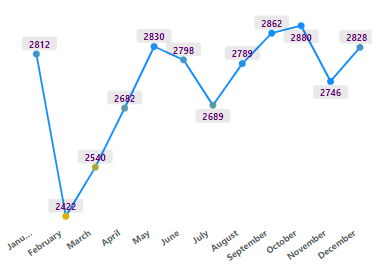 2812
2422
2540
2682
2830
2798
2689
2789
2862
2880
2746
2828
Janu...
February
March
April
May
June
July
August
September
October
November
December